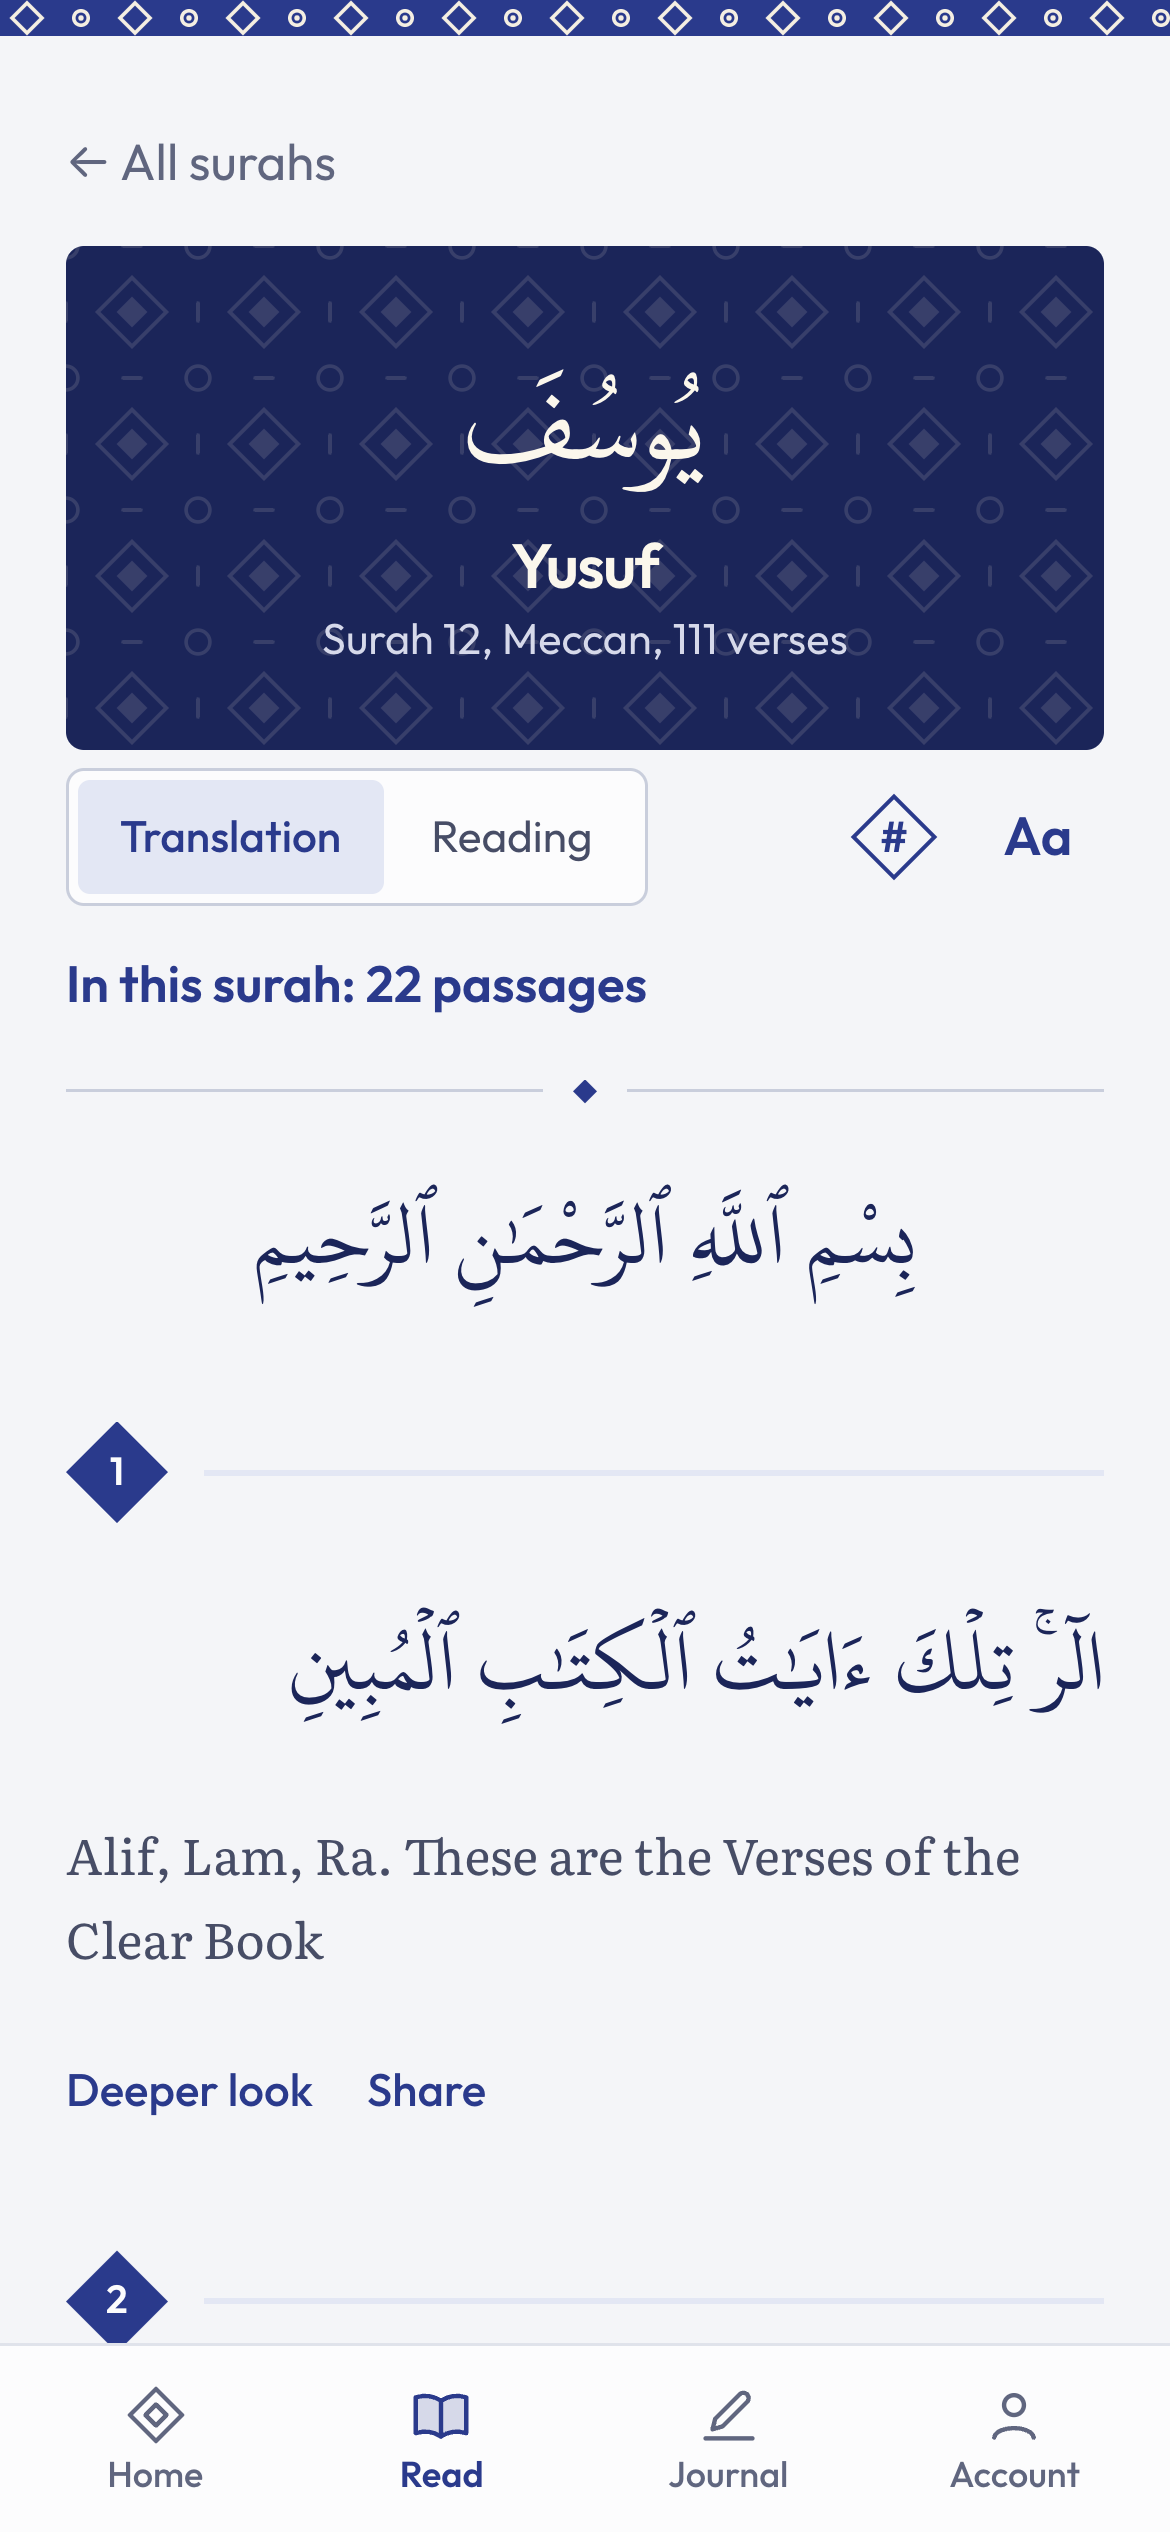 ← All surahs
يُوسُفَ
Yusuf
Surah 12, Meccan, 111 verses
Translation Reading # Aa
In this surah: 22 passages
بِسْمِ ٱللَّهِ ٱلرَّحْمَـٰنِ ٱلرَّحِيمِ
1
الٓرۚ تِلۡكَ ءَايَـٰتُ ٱلۡكِتَـٰبِ ٱلۡمُبِينِ
Alif, Lam, Ra. These are the Verses of the
Clear Book
Deeper look Share
2
Home Read Journal Account